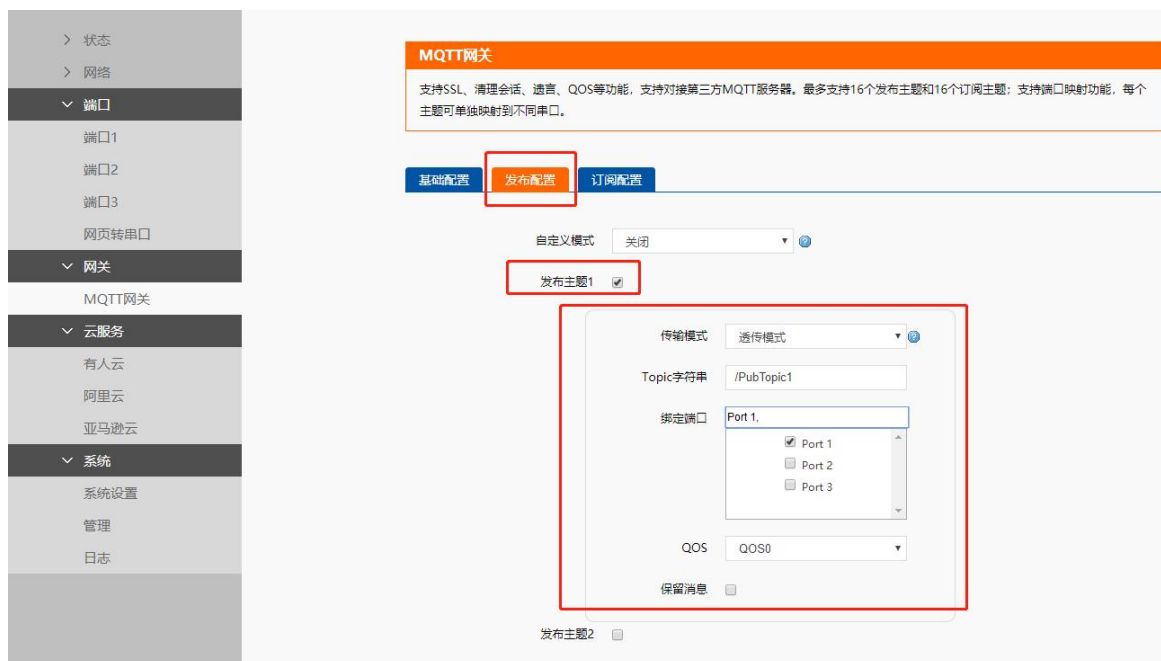 状态
网络
端口
端口1
端口2
端口3
网页转串口
网关
MQTT网关
云服务
有人云
阿里云
亚马逊云
系统
系统设置
管理
日志
MQTT网关
支持SSL、清理会话、遗言、QOS等功能，支持对接第三方MQTT服务器。最多支持16个发布主题和16个订阅主题；支持端口映射功能，每个
主题可单独映射到不同串口。
基础配置 发布配置 订阅配置
自定义模式 关闭
发布主题1
传输模式 透传模式
Topic字符串 /PubTopic1
绑定端口 Port 1,
Port 1
Port 2
Port 3
QOS QOS0
保留消息
发布主题2